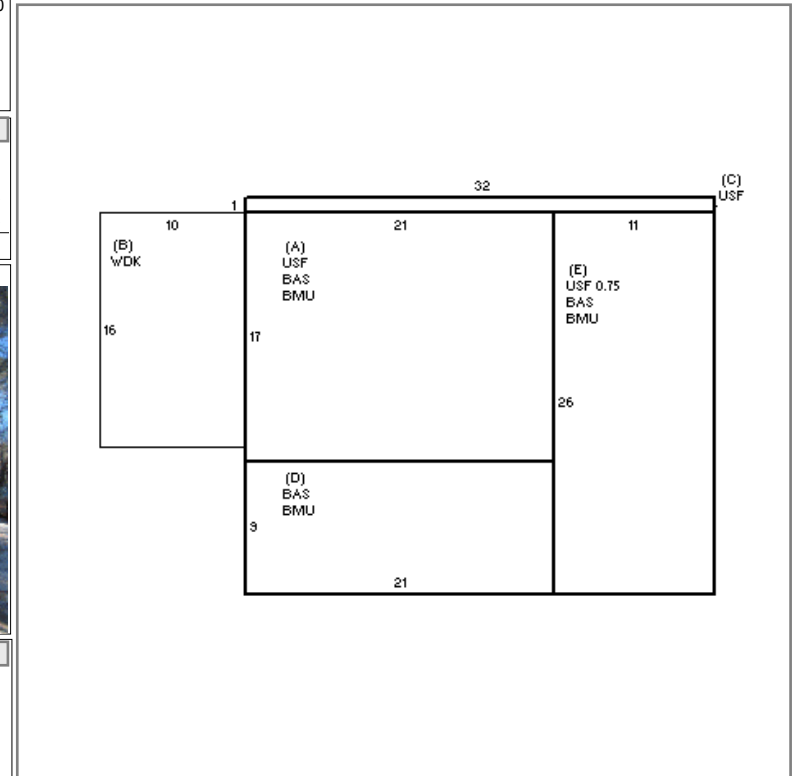 0
32
(C)
USF
1
10
21
11
(B)
WDK
(A)
USF
BAS
BMU
(E)
USF 0.75
BAS
BMU
16
17
26
(D)
BAS
BMU
9
21